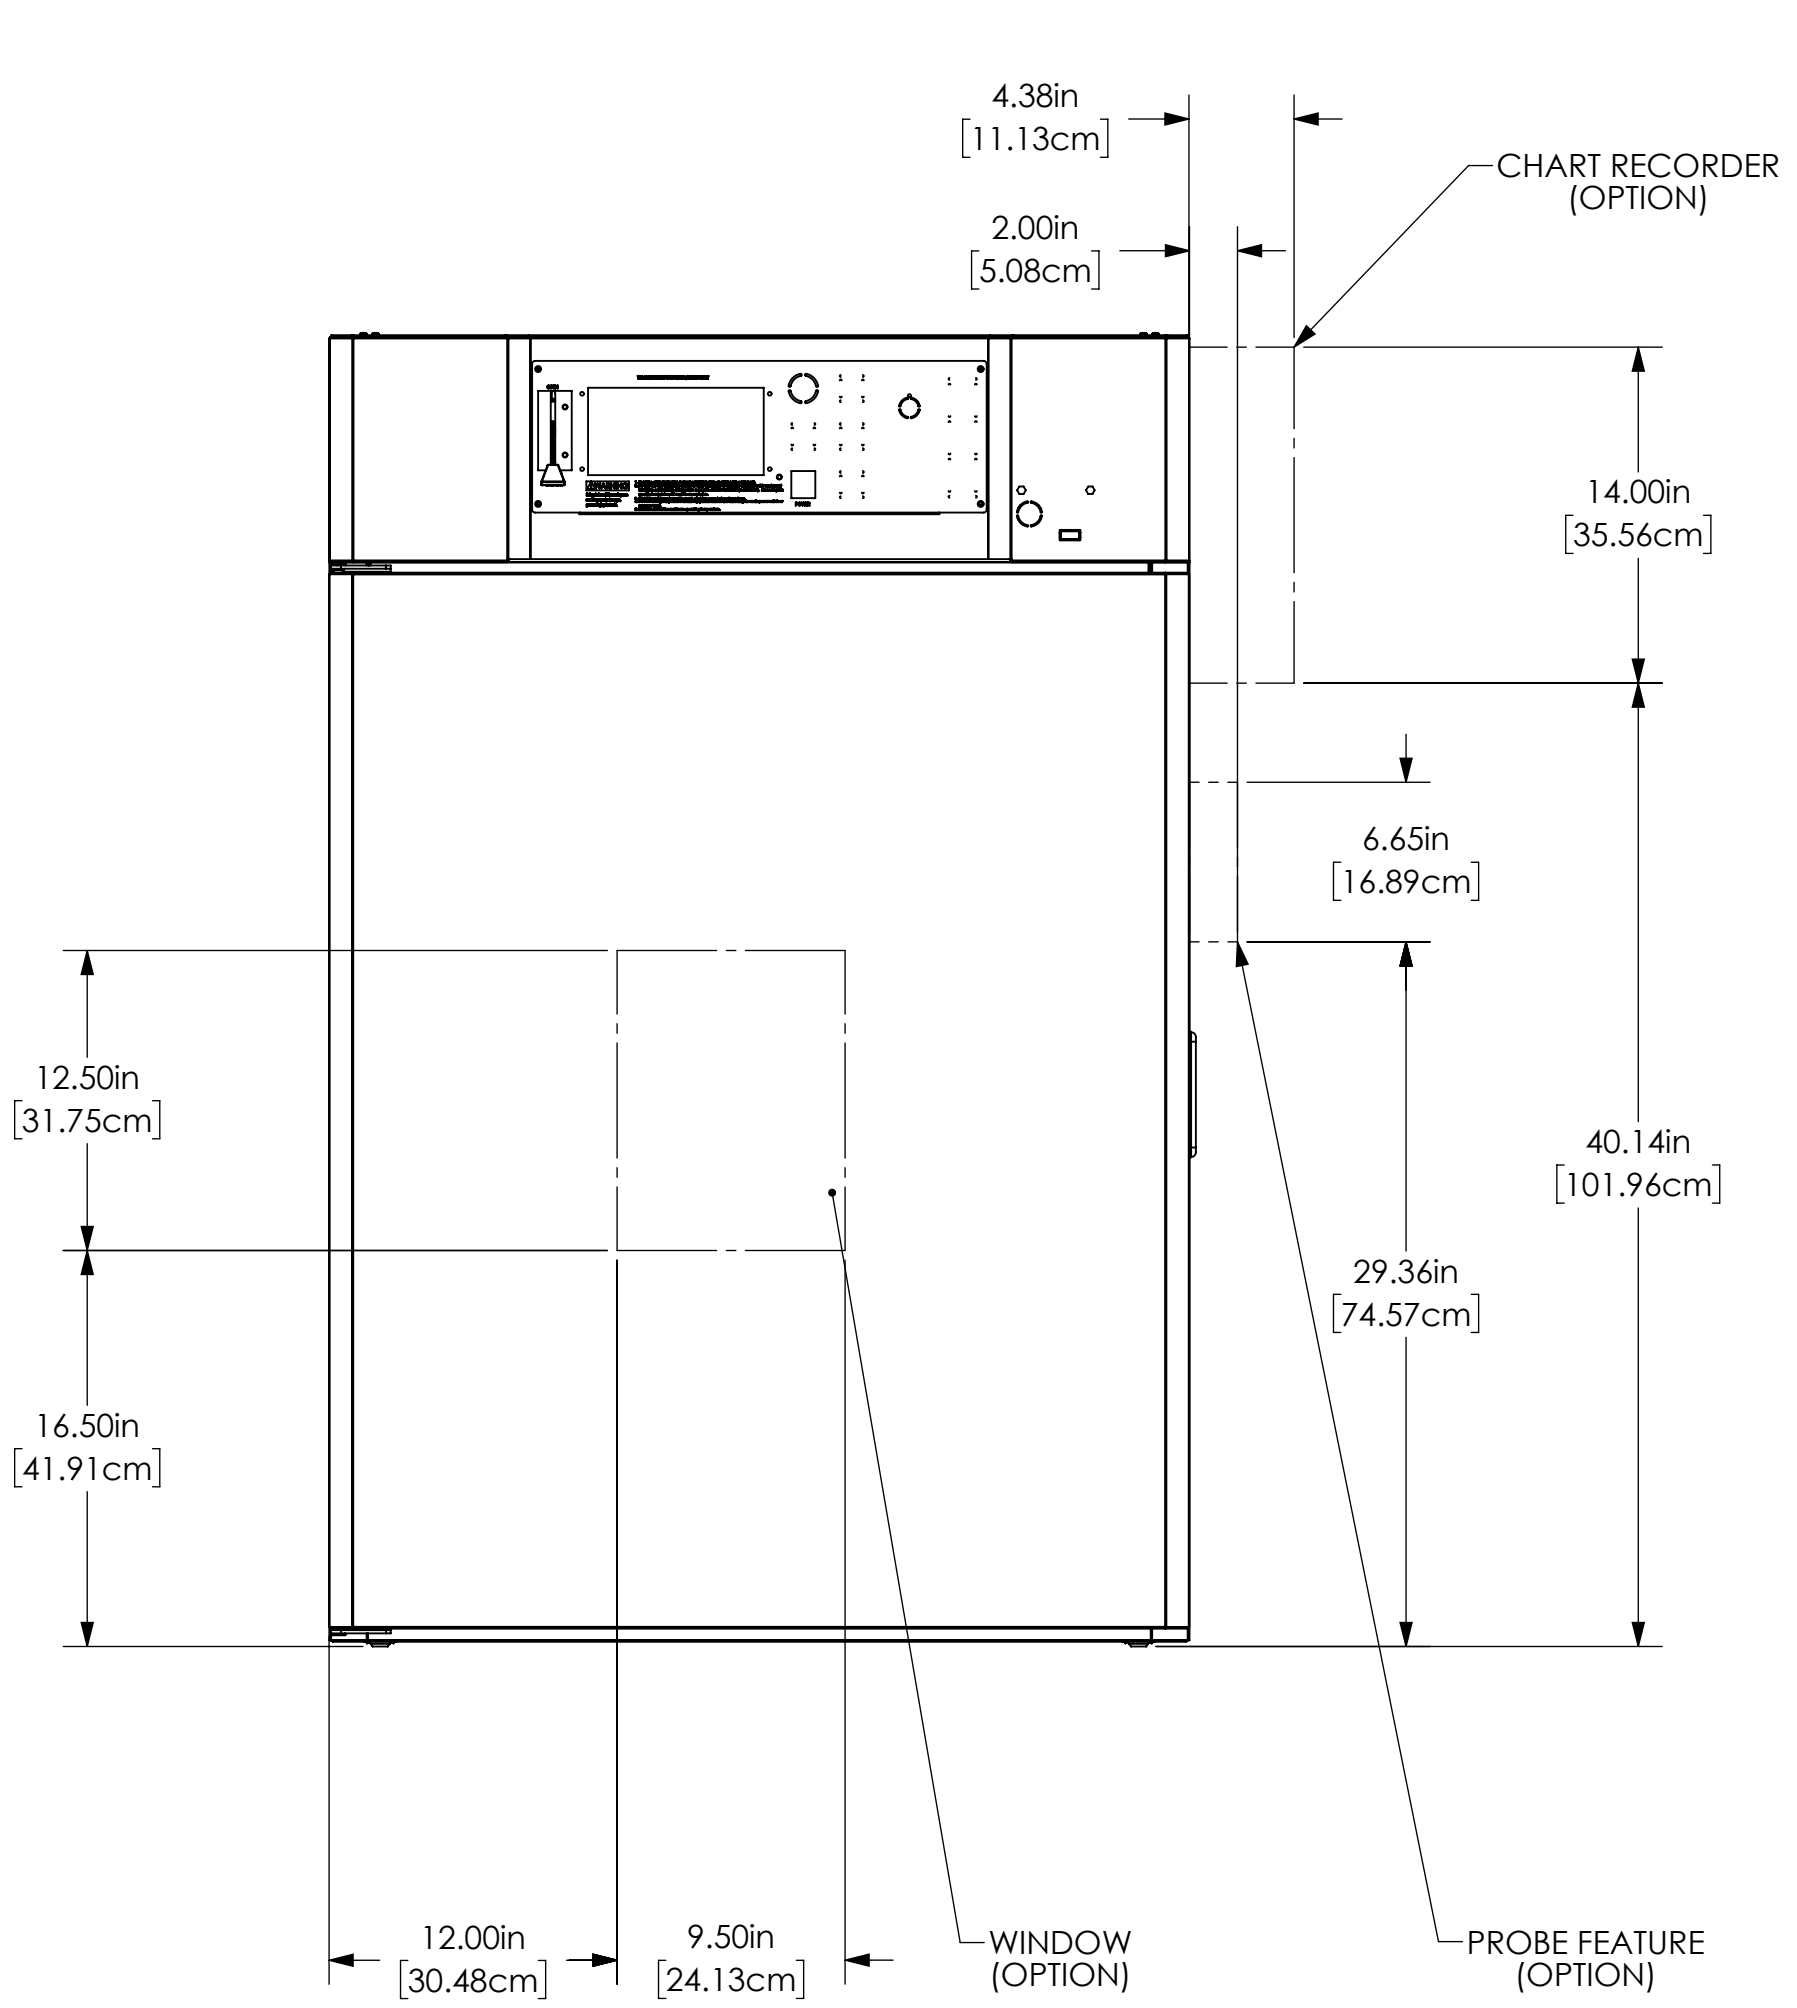 4.38in
[11.13cm]
CHART RECORDER
(OPTION)
2.00in
[5.08cm]
14.00in
[35.56cm]
6.65in
[16.89cm]
12.50in
[31.75cm]
40.14in
[101.96cm]
29.36in
[74.57cm]
16.50in
[41.91cm]
12.00in
[30.48cm]
9.50in
[24.13cm]
WINDOW
(OPTION)
PROBE FEATURE
(OPTION)